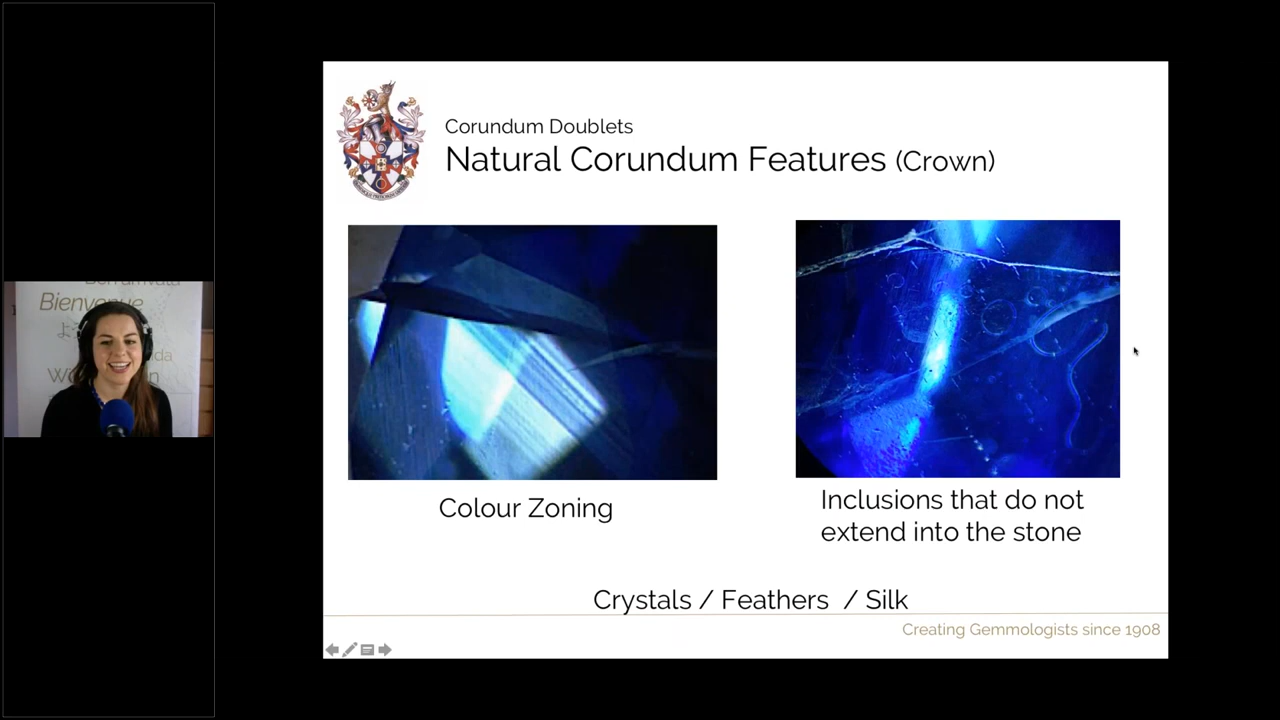 Corundum Doublets
Natural Corundum Features (Crown)
Colour Zoning
Inclusions that do not
extend into the stone
Crystals / Feathers / Silk
Creating Gemmologists since 1908
Bienvenue